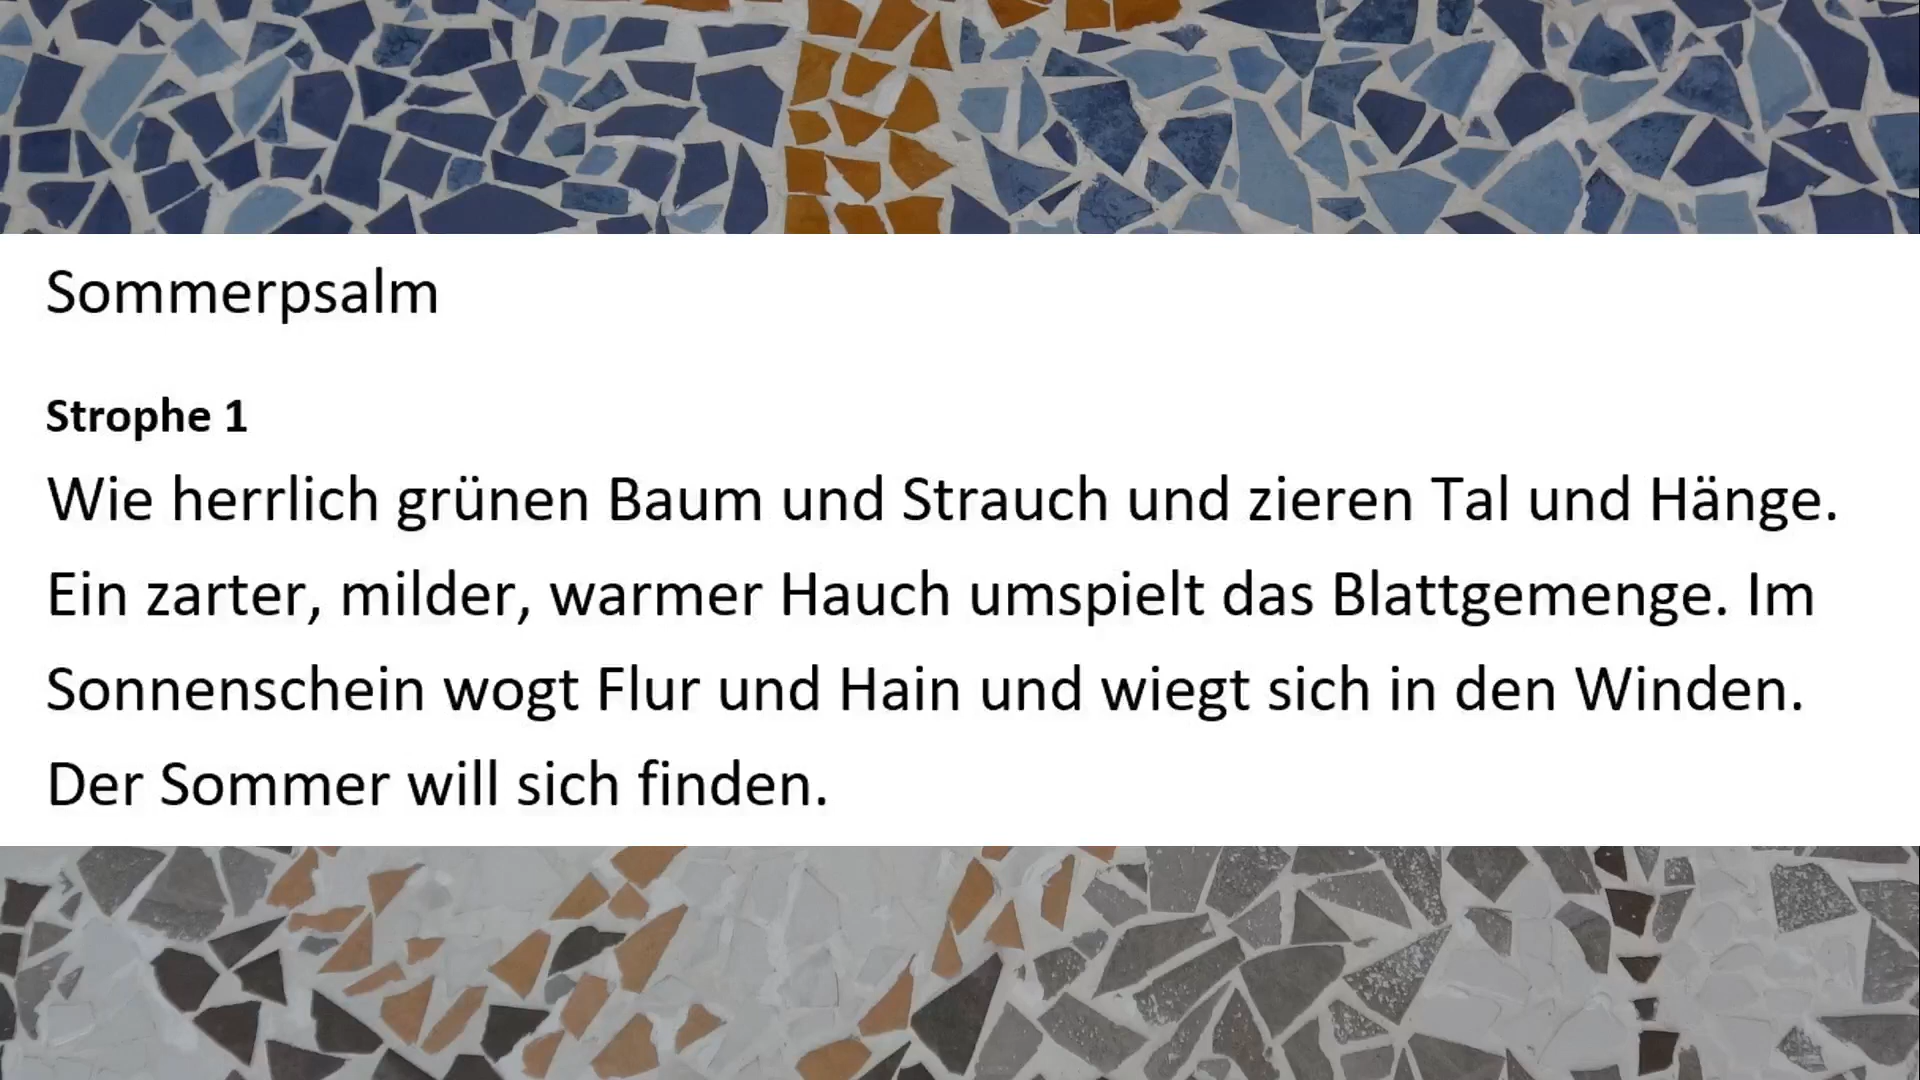 Sommerpsalm
Strophe 1
Wie herrlich grünen Baum und Strauch und zieren Tal und Hänge.
Ein zarter, milder, warmer Hauch umspielt das Blattgemenge. Im
Sonnenschein wogt Flur und Hain und wiegt sich in den Winden.
Der Sommer will sich finden.